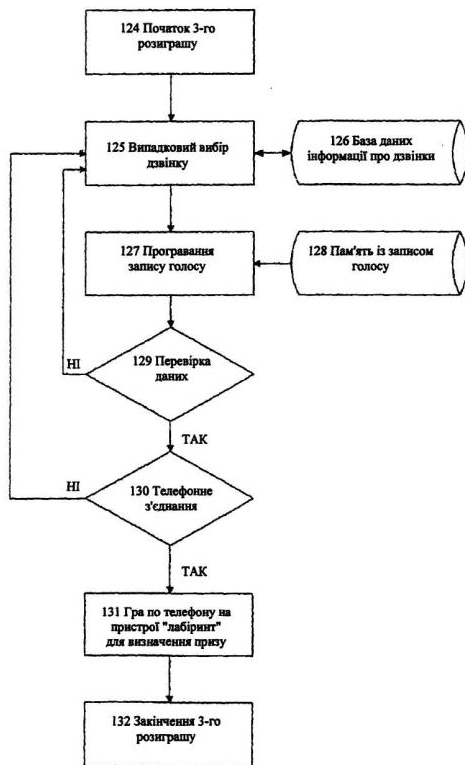 124 Початок 3-го
розиграшу
125 Випадковий вибір
дзвінку
126 База даних
інформації про дзвінки
127 Програвання
запису голосу
128 Пам'ять із записом
голосу
129 Перевірка
даних
НІ
ТАК
130 Телефонне
з'єднання
НІ
ТАК
131 Гра по телефону на
пристрої "лабіринт"
для визначення призу
132 Закінчення 3-го
розиграшу